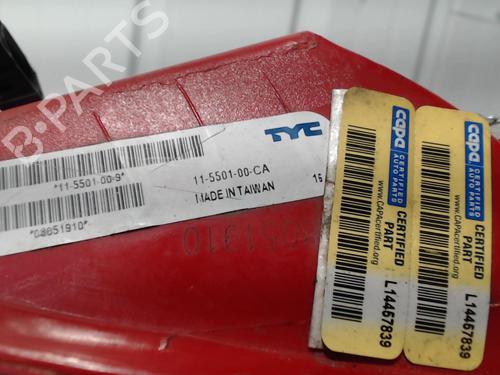 B-PARTS
TYC
*11-5501-00-9*
11-5501-00-CA
*08651910*
MADE IN TAIWAN
16
capa
CERTIFIED
AUTO PARTS
CERTIFIED
PART
www.CAPAcertified.org
L14457839
capa
CERTIFIED
AUTO PARTS
CERTIFIED
PART
www.CAPAcertified.org
L14457839